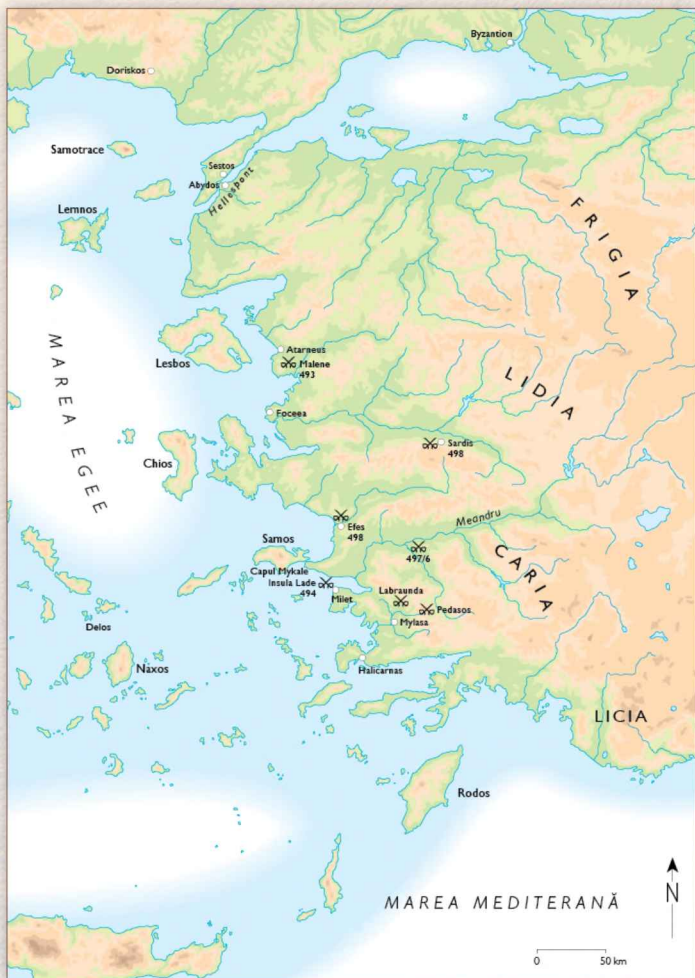 Byzantion
Doriskos
Samotrace
Sestos
Abydos
Hellespont
Lemnos
FRIGIA
MAREA EGEE
Lesbos
Atarneus
Malene
493
LIDIA
Foceea
Chios
Sardis
498
Efes
498
Meandru
497/6
CARIA
Samos
Capul Mykale
Insula Lade
494
Milet
Labraunda
Pedasos
Mylasa
Delos
Naxos
Halicarnas
LICIA
Rodos
N
MAREA MEDITERANĂ
0 50 km